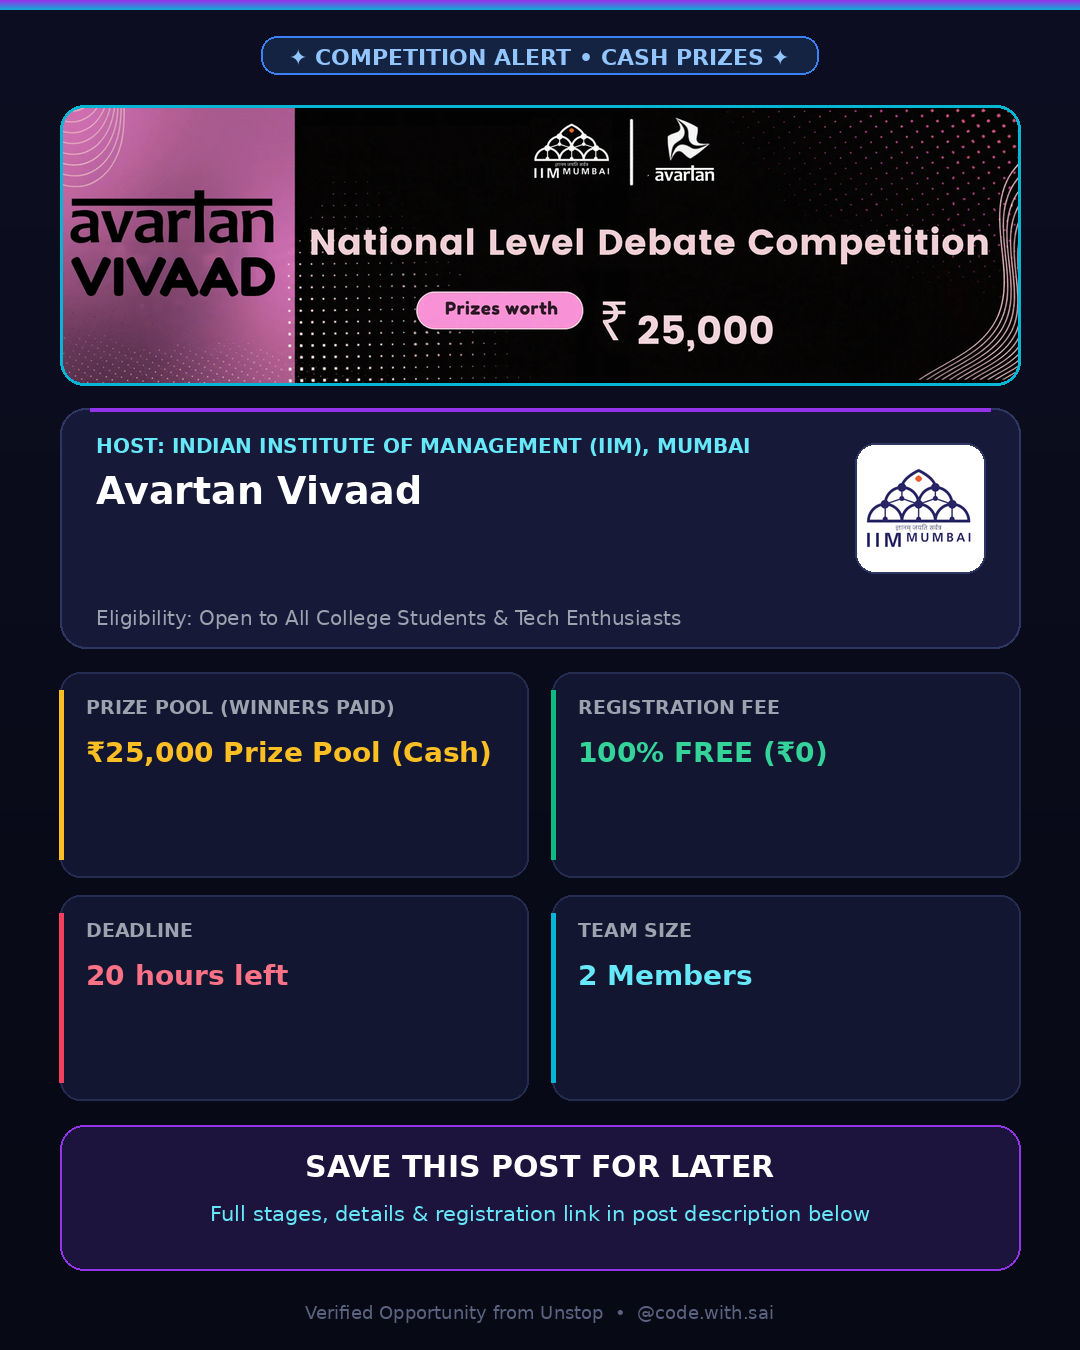 ✦ COMPETITION ALERT • CASH PRIZES ✦
IIM MUMBAI
avartan
avartan
VIVAAD
National Level Debate Competition
Prizes worth
₹ 25,000
HOST: INDIAN INSTITUTE OF MANAGEMENT (IIM), MUMBAI
Avartan Vivaad
ज्ञानम् जयति सर्वत्र
IIM MUMBAI
Eligibility: Open to All College Students & Tech Enthusiasts
PRIZE POOL (WINNERS PAID)
₹25,000 Prize Pool (Cash)
REGISTRATION FEE
100% FREE (₹0)
DEADLINE
20 hours left
TEAM SIZE
2 Members
SAVE THIS POST FOR LATER
Full stages, details & registration link in post description below
Verified Opportunity from Unstop • @code.with.sai